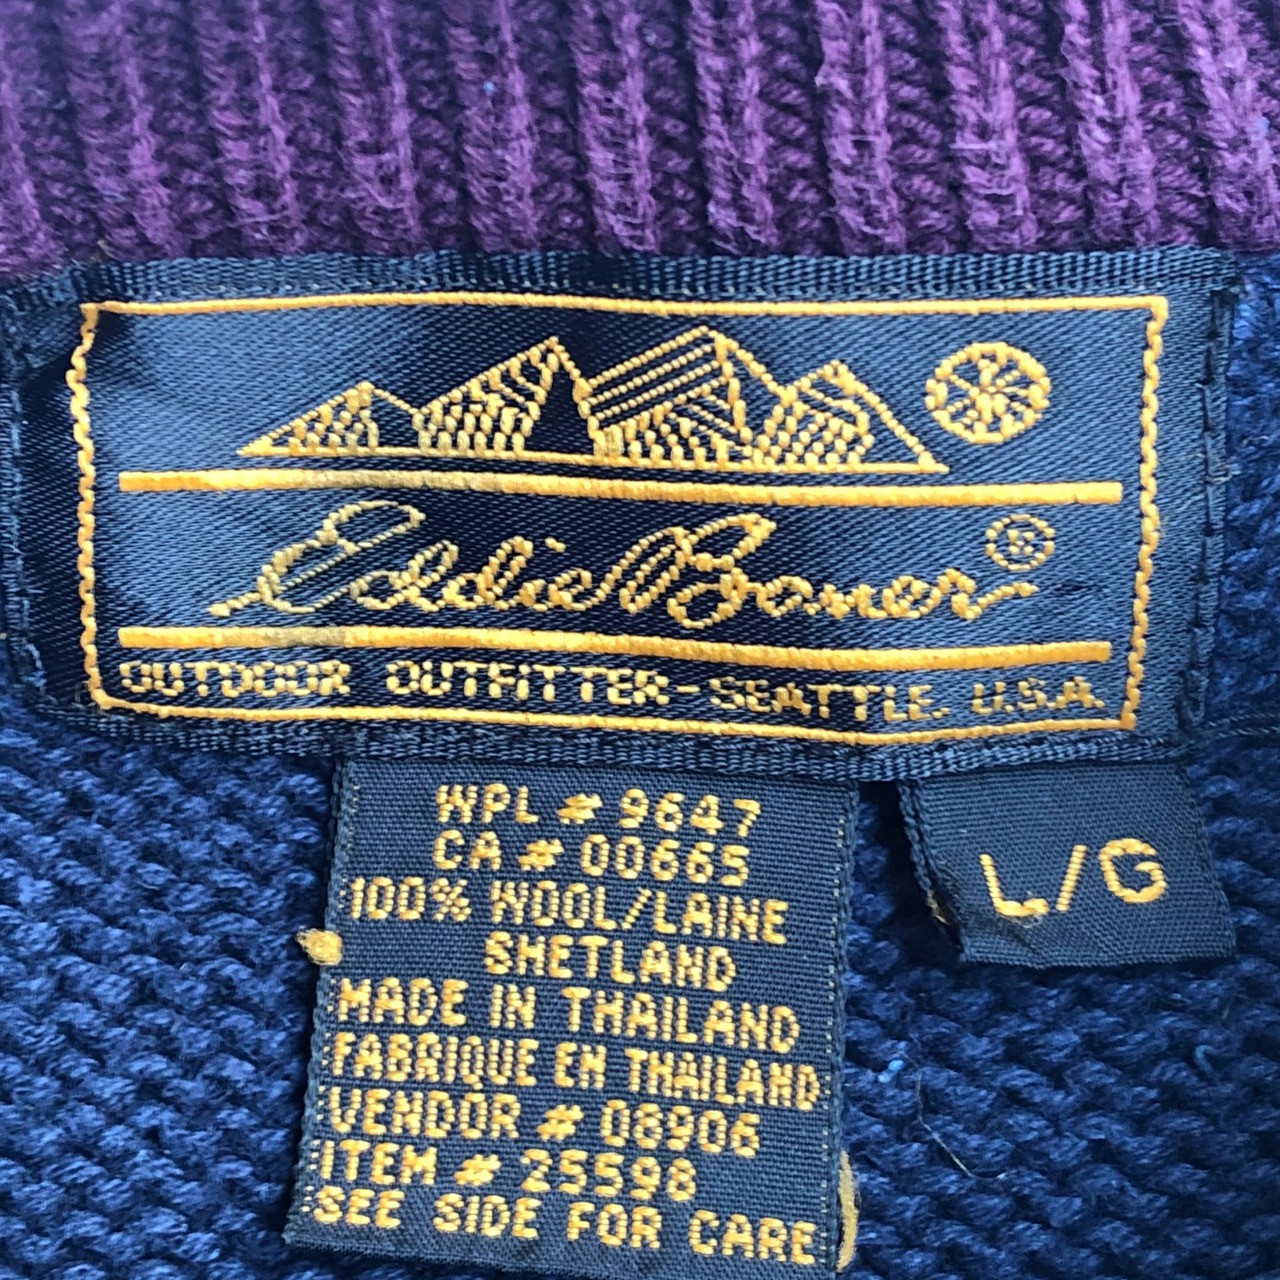 Eddie Bauer®
OUTDOOR OUTFITTER-SEATTLE. U.S.A.
WPL # 9647
CA # 00665
100% WOOL/LAINE
SHETLAND
MADE IN THAILAND
FABRIQUE EN THAILAND
VENDOR # 08906
ITEM # 25598
SEE SIDE FOR CARE
L/G